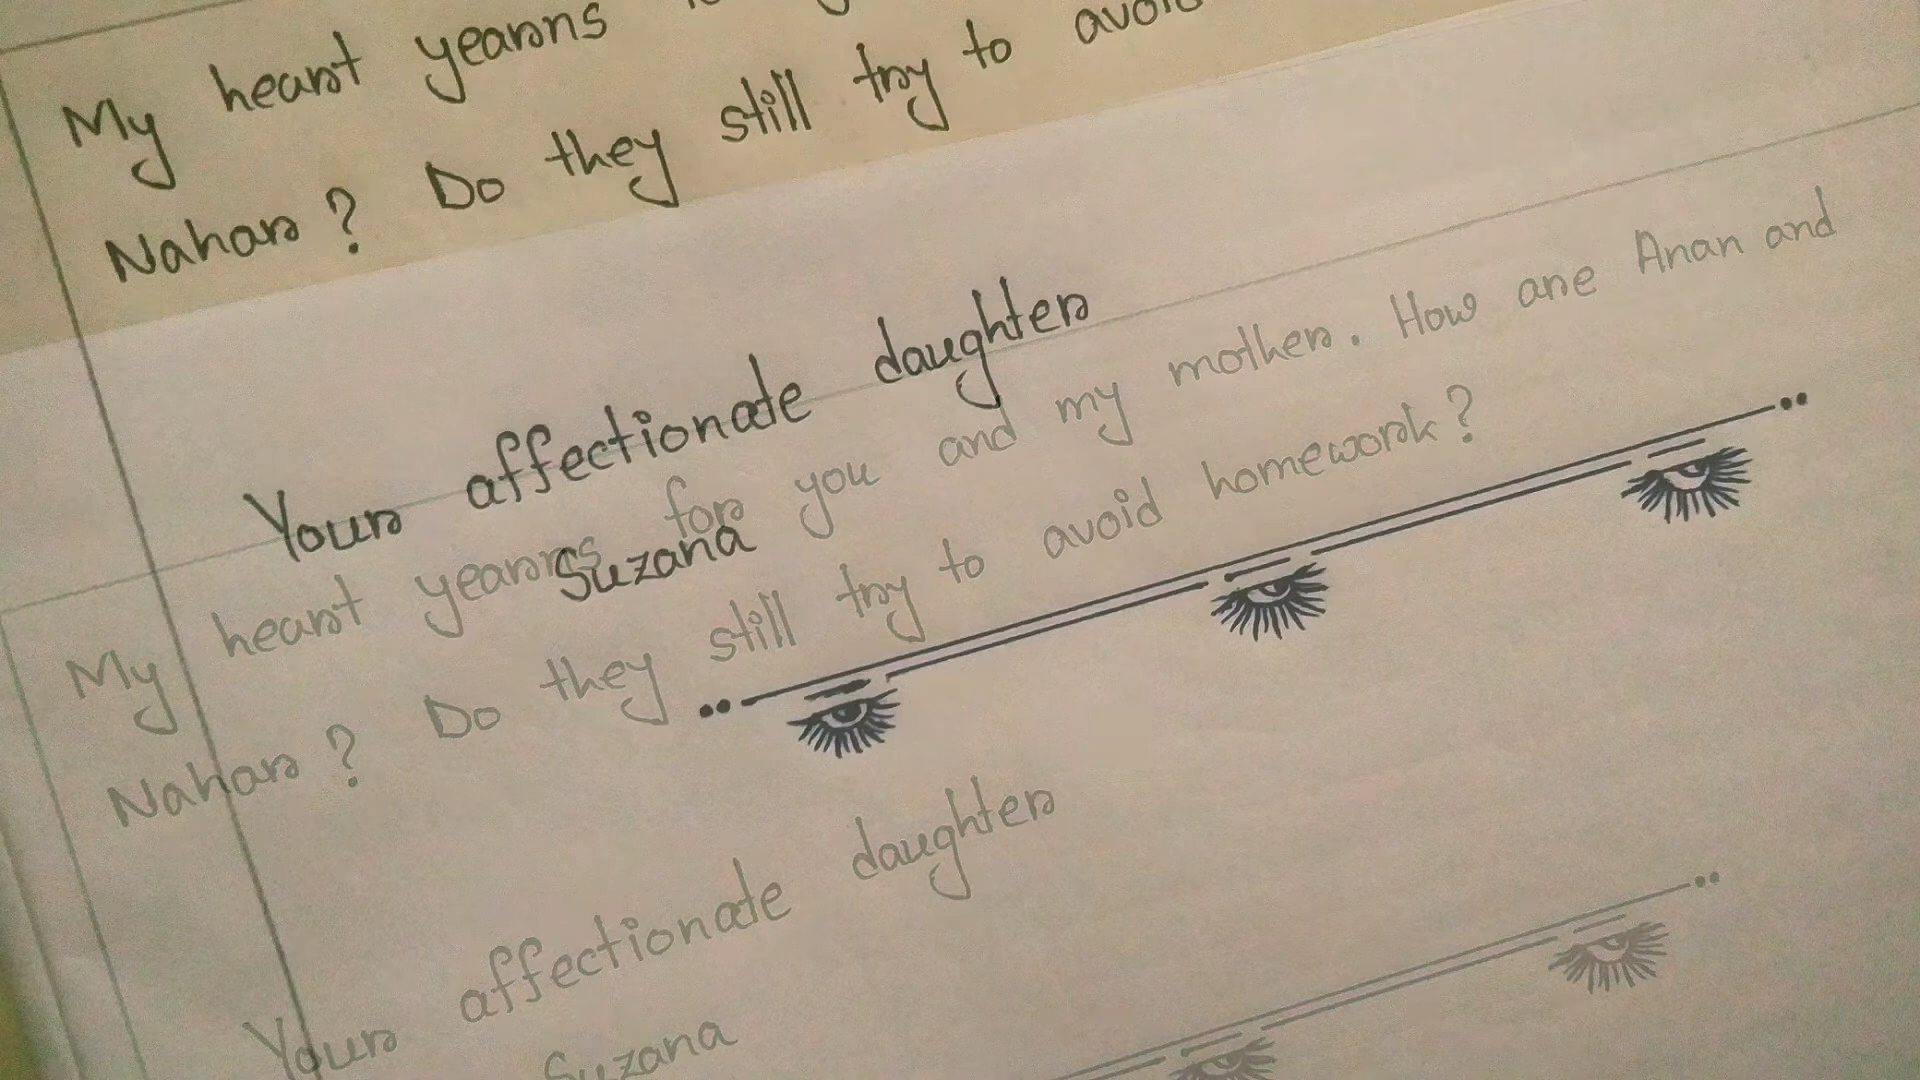 My heart yearns
Nahar? Do they still try to avoid
Your affectionate daughter
Suzana
My heart yearns for you and my mother. How are Anan and
Nahar? Do they still try to avoid homework?
Your affectionate daughter
Suzana